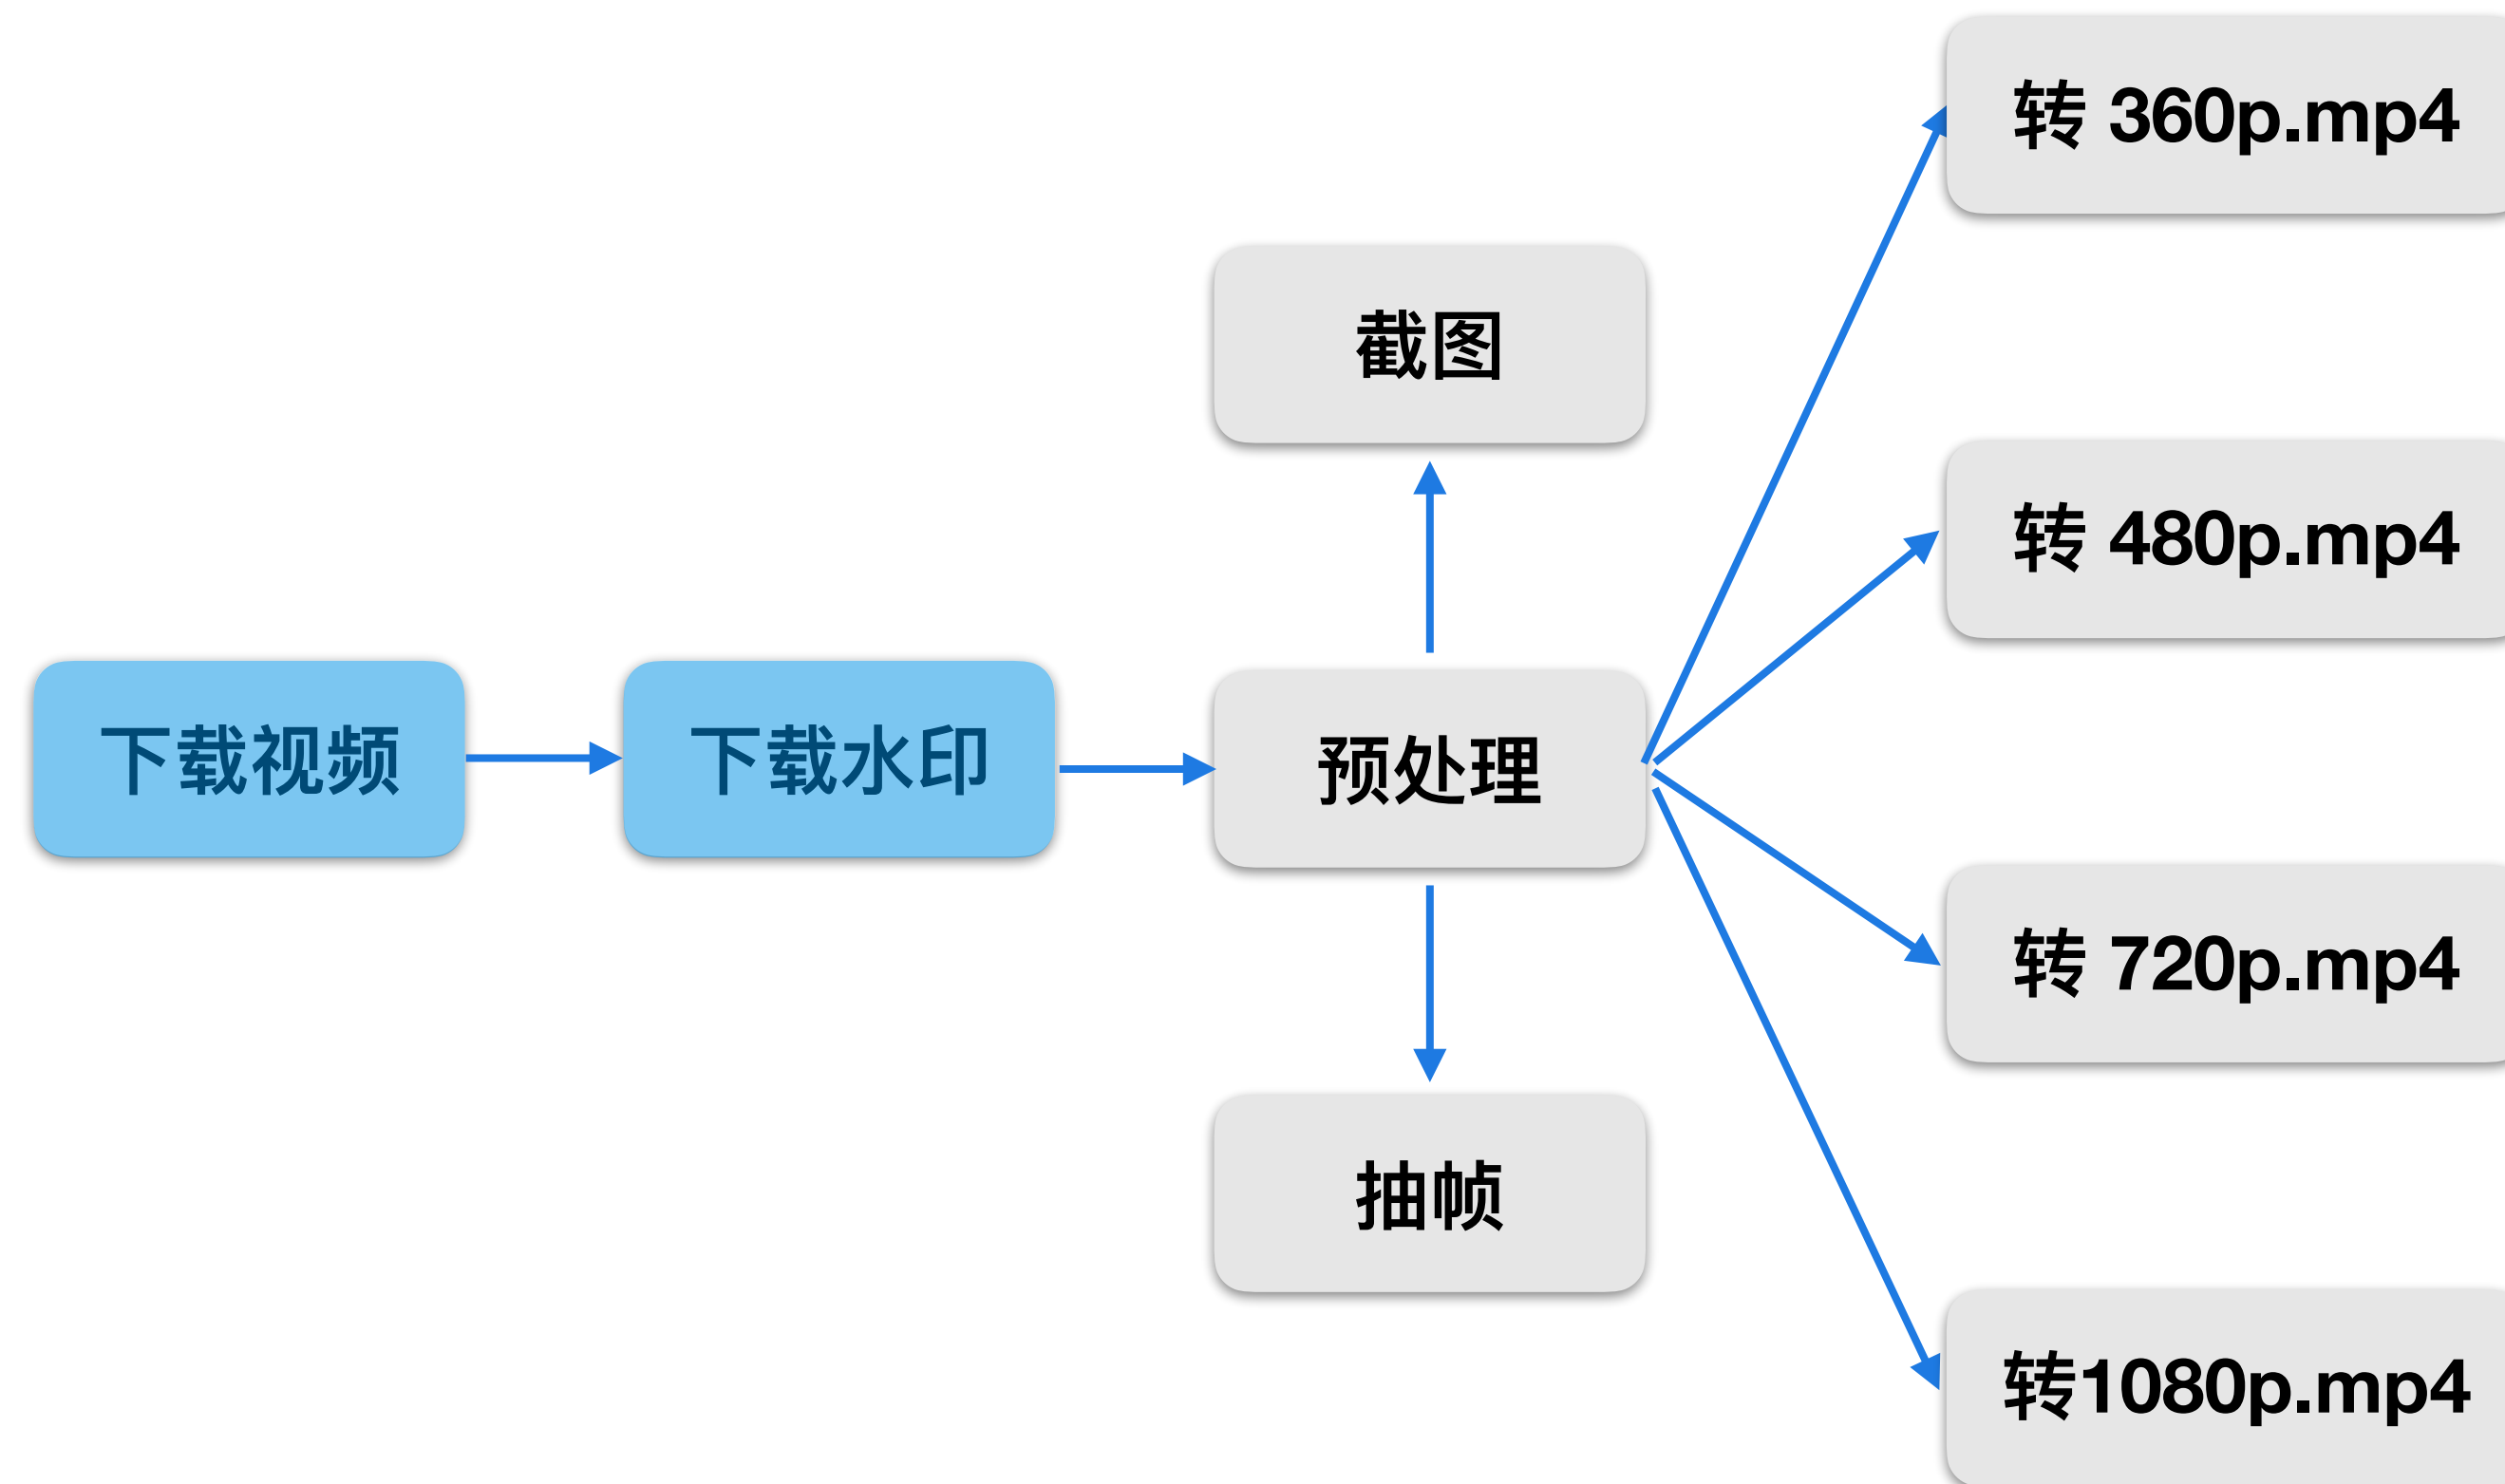 转 360p.mp4
截图
转 480p.mp4
下载视频
下载水印
预处理
转 720p.mp4
抽帧
转1080p.mp4